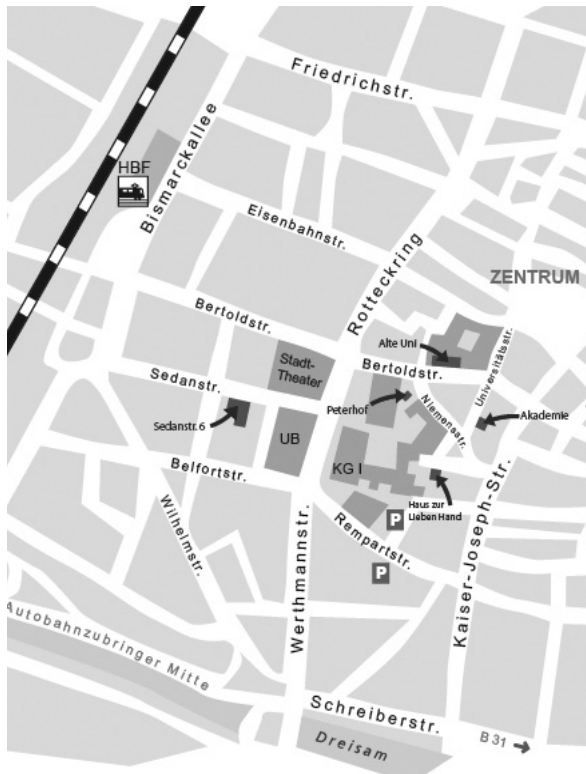 Friedrichstr.
HBF
Bismarckallee
Eisenbahnstr.
Rotteckring
ZENTRUM
Bertoldstr.
Alte Uni
Universitätsstr.
Stadt-
Theater
Bertoldstr.
Sedanstr.
Peterhof
Niemensstr.
Akademie
Sedanstr. 6
UB
KG I
Belfortstr.
Haus zur
Lieben Hand
Kaiser-Joseph-Str.
P
Rempartstr.
Wilhelmstr.
P
Werthmannstr.
Autobahnzubringer Mitte
Schreiberstr.
Dreisam
B 31